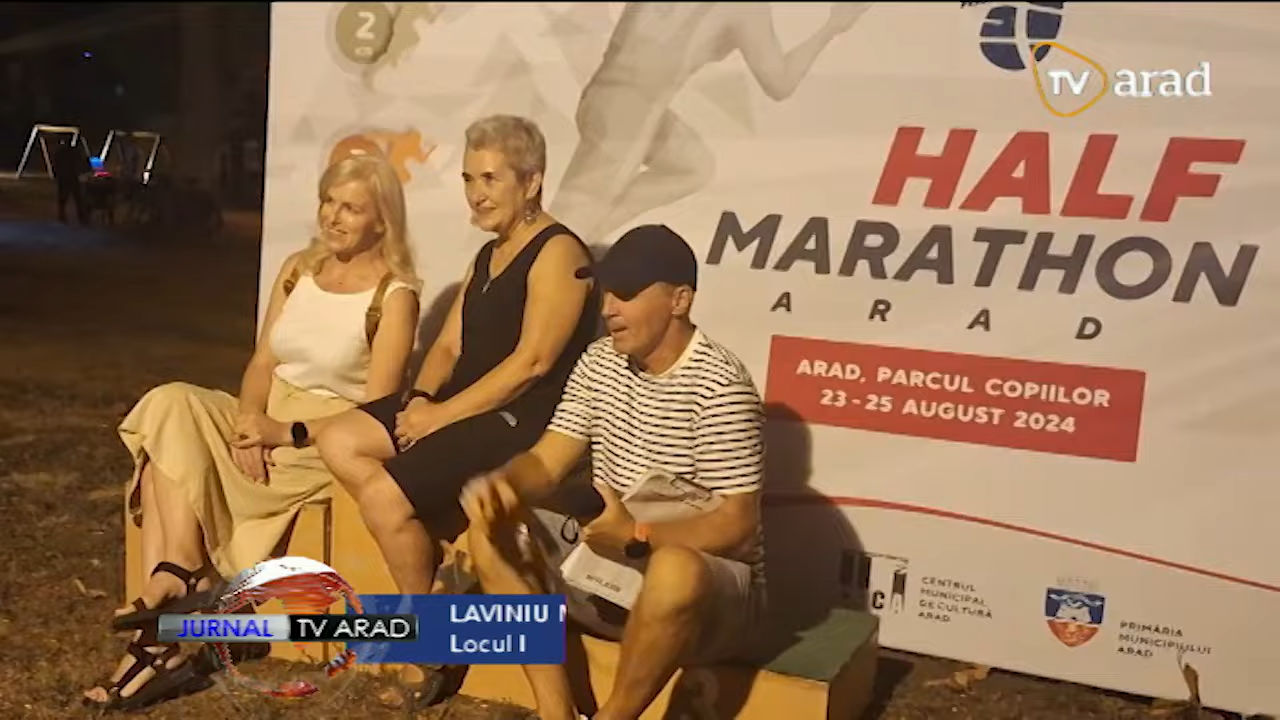 2
TV arad
HALF
MARATHON
ARAD
ARAD, PARCUL COPIILOR
23 - 25 AUGUST 2024
CENTRUL
MUNICIPAL
DE CULTURĂ
ARAD
PRIMĂRIA
MUNICIPIULUI
ARAD
3
JURNAL TV ARAD
LAVINIU
Locul I